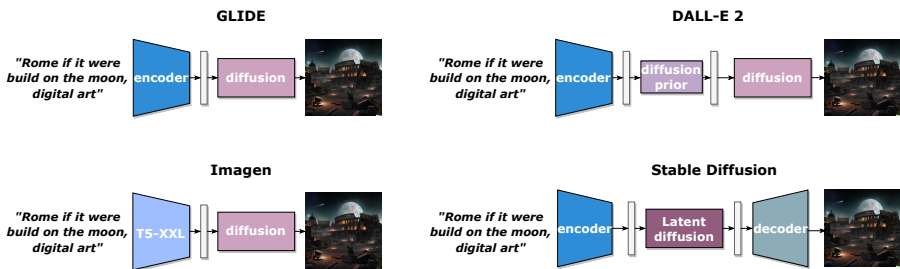 GLIDE
"Rome if it were
build on the moon,
digital art"
encoder
diffusion
DALL-E 2
"Rome if it were
build on the moon,
digital art"
encoder
diffusion
prior
diffusion
Imagen
"Rome if it were
build on the moon,
digital art"
T5-XXL
diffusion
Stable Diffusion
"Rome if it were
build on the moon,
digital art"
encoder
Latent
diffusion
decoder